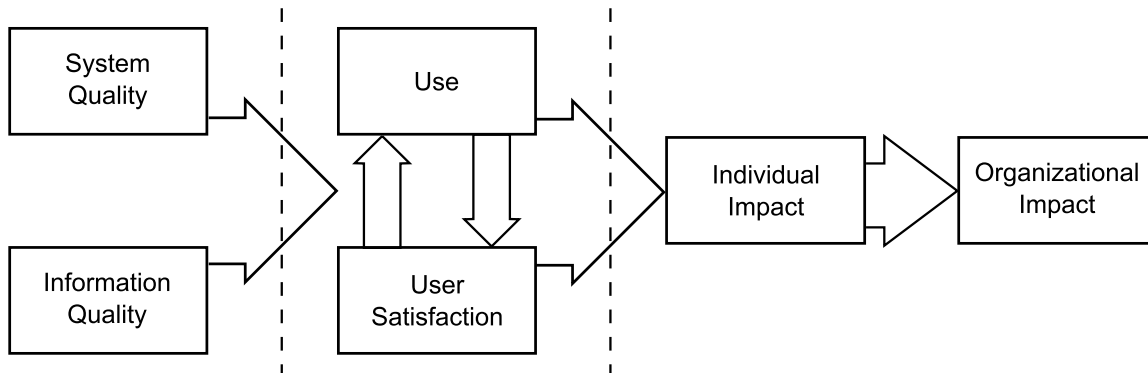 System
Quality
Use
Individual
Impact
Organizational
Impact
Information
Quality
User
Satisfaction